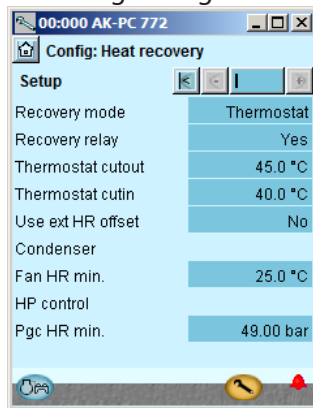 00:000 AK-PC 772
Config: Heat recovery
Setup
Recovery mode Thermostat
Recovery relay Yes
Thermostat cutout 45.0 °C
Thermostat cutin 40.0 °C
Use ext HR offset No
Condenser
Fan HR min. 25.0 °C
HP control
Pgc HR min. 49.00 bar